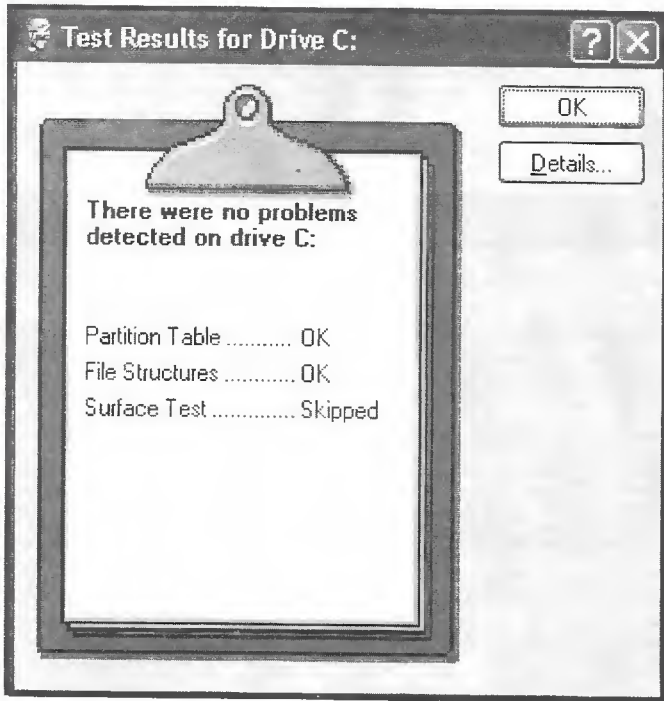 Test Results for Drive C:
?
X
OK
Details...
There were no problems
detected on drive C:
Partition Table ........... OK
File Structures ............ OK
Surface Test .............. Skipped